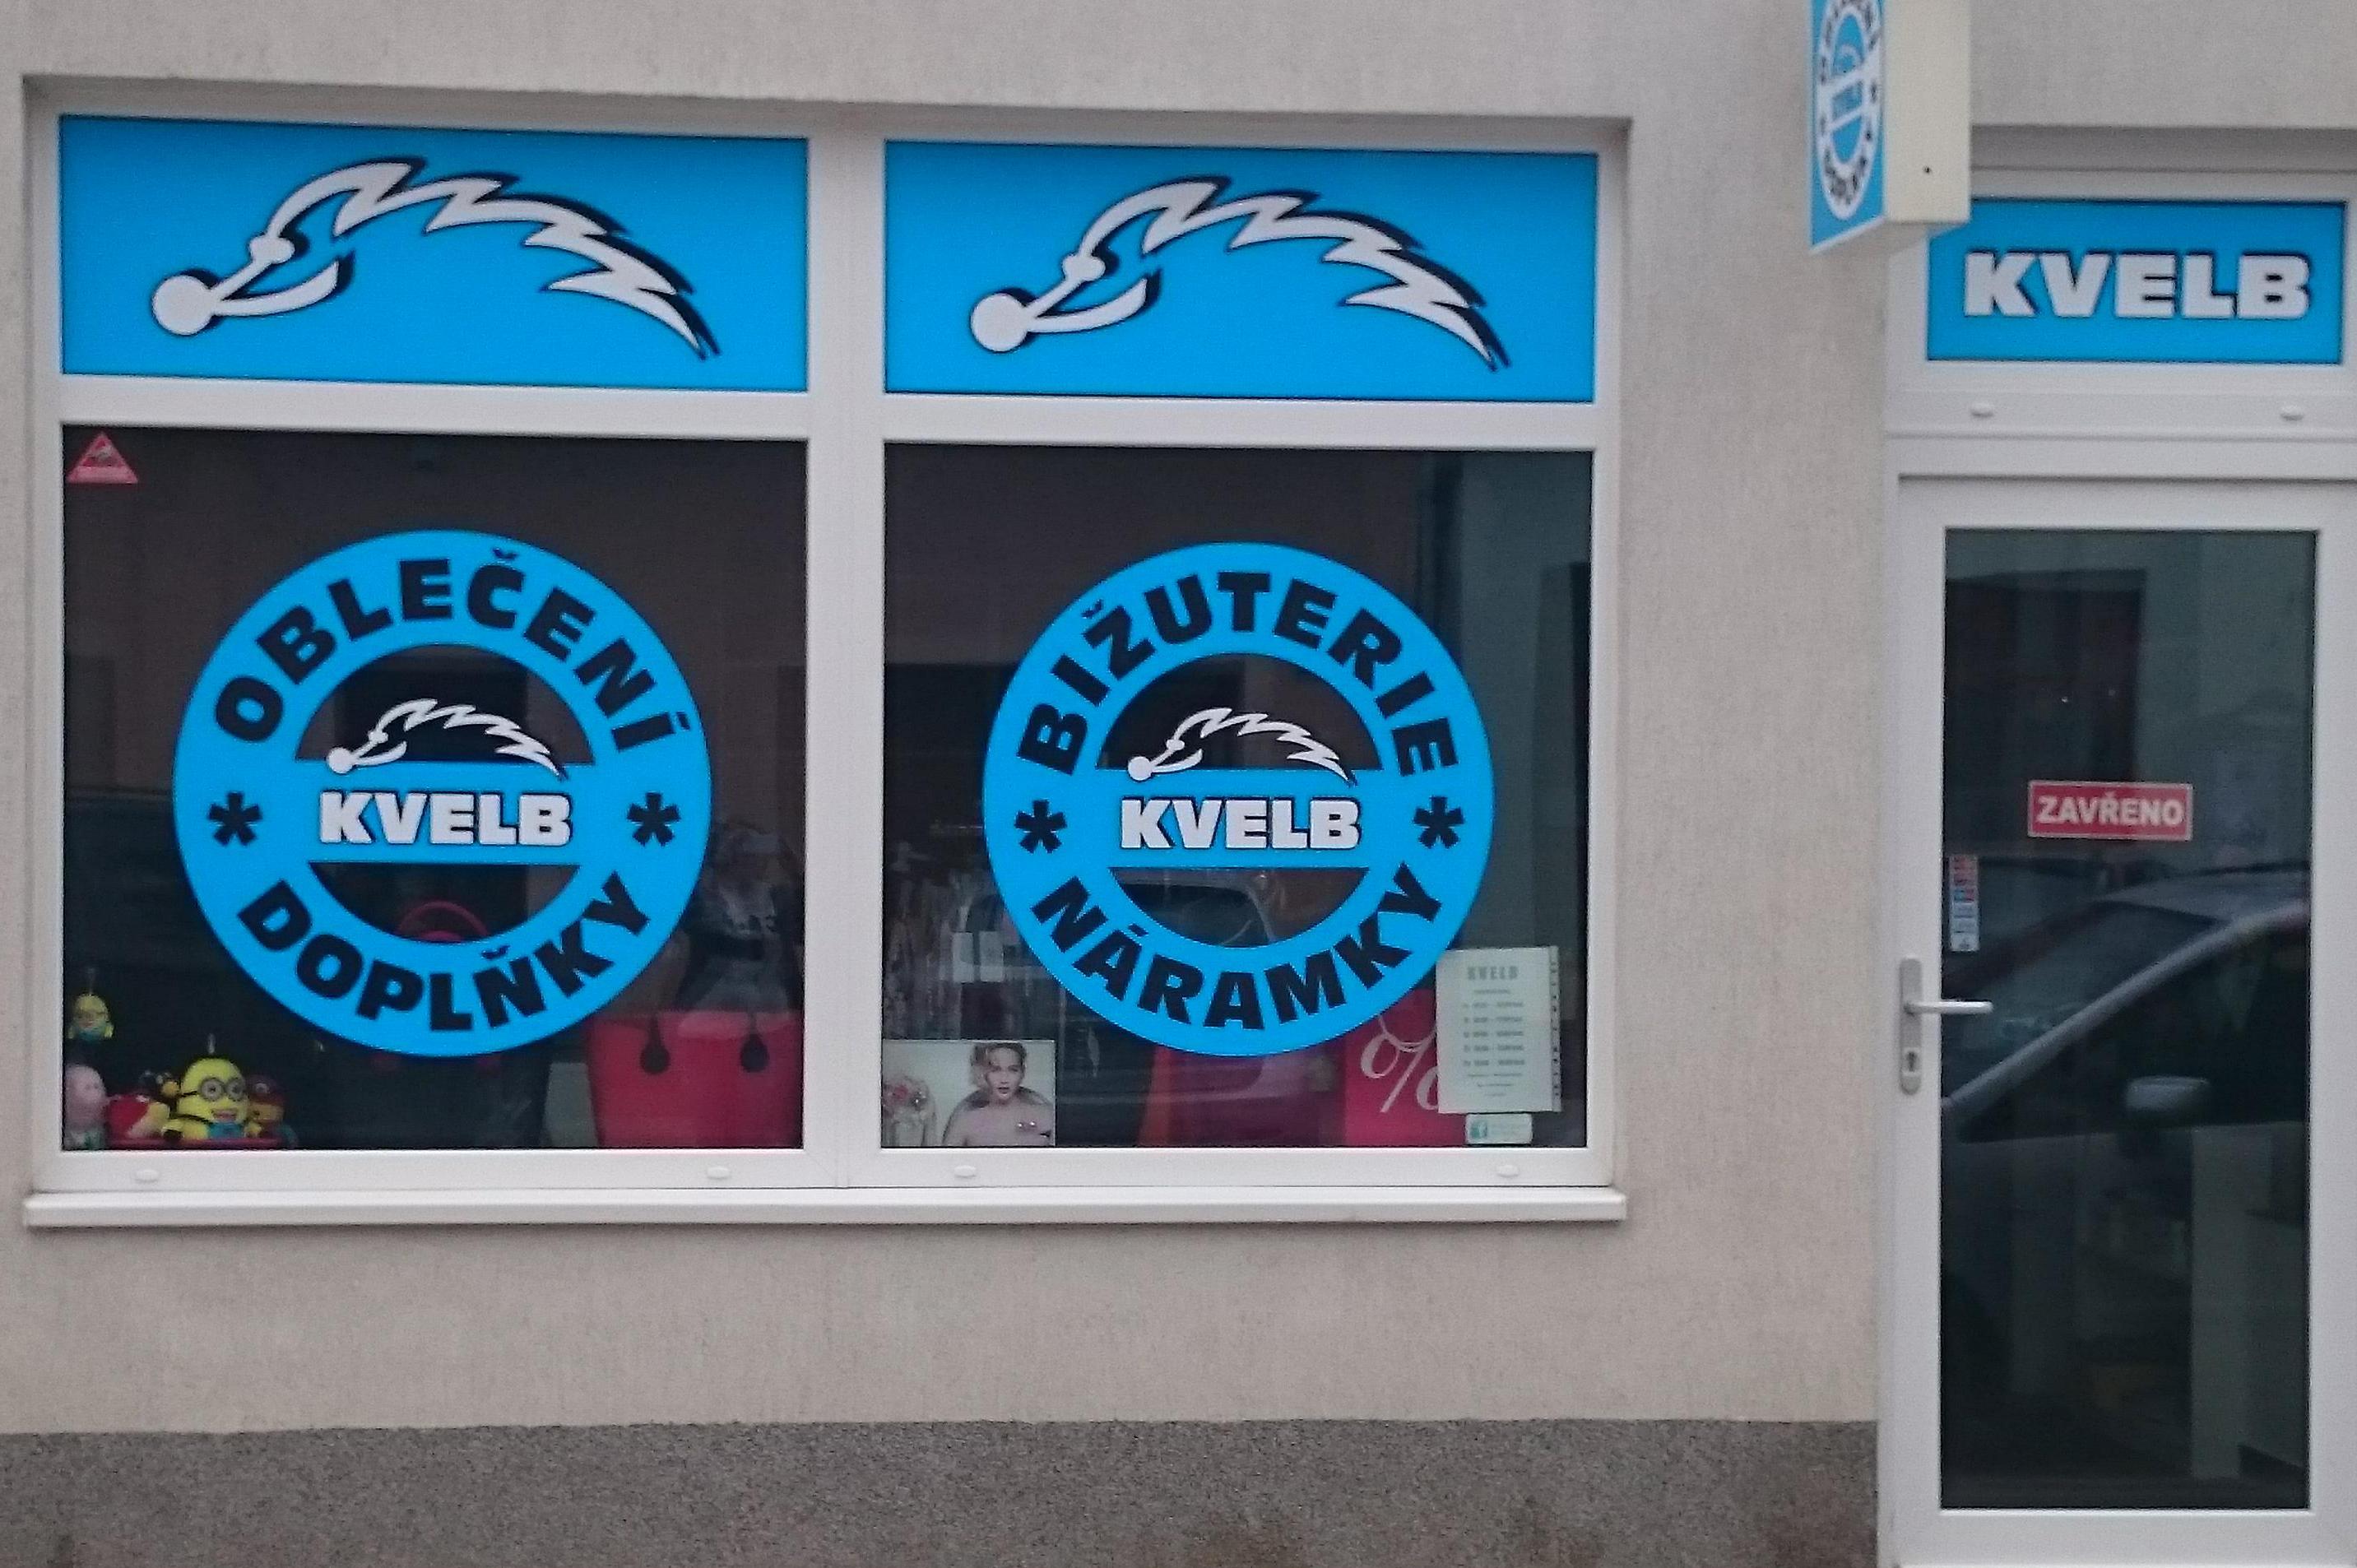 KVELB
OBLEČENÍ
KVELB
DOPLŇKY
BIŽUTERIE
KVELB
NÁRAMKY
ZAVŘENO
KVELB
%